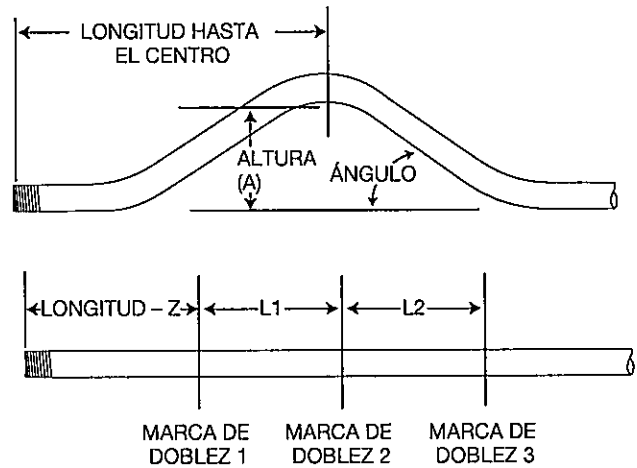 LONGITUD HASTA
EL CENTRO
ALTURA
(A)
ÁNGULO
LONGITUD – Z
L1
L2
MARCA DE
DOBLEZ 1
MARCA DE
DOBLEZ 2
MARCA DE
DOBLEZ 3